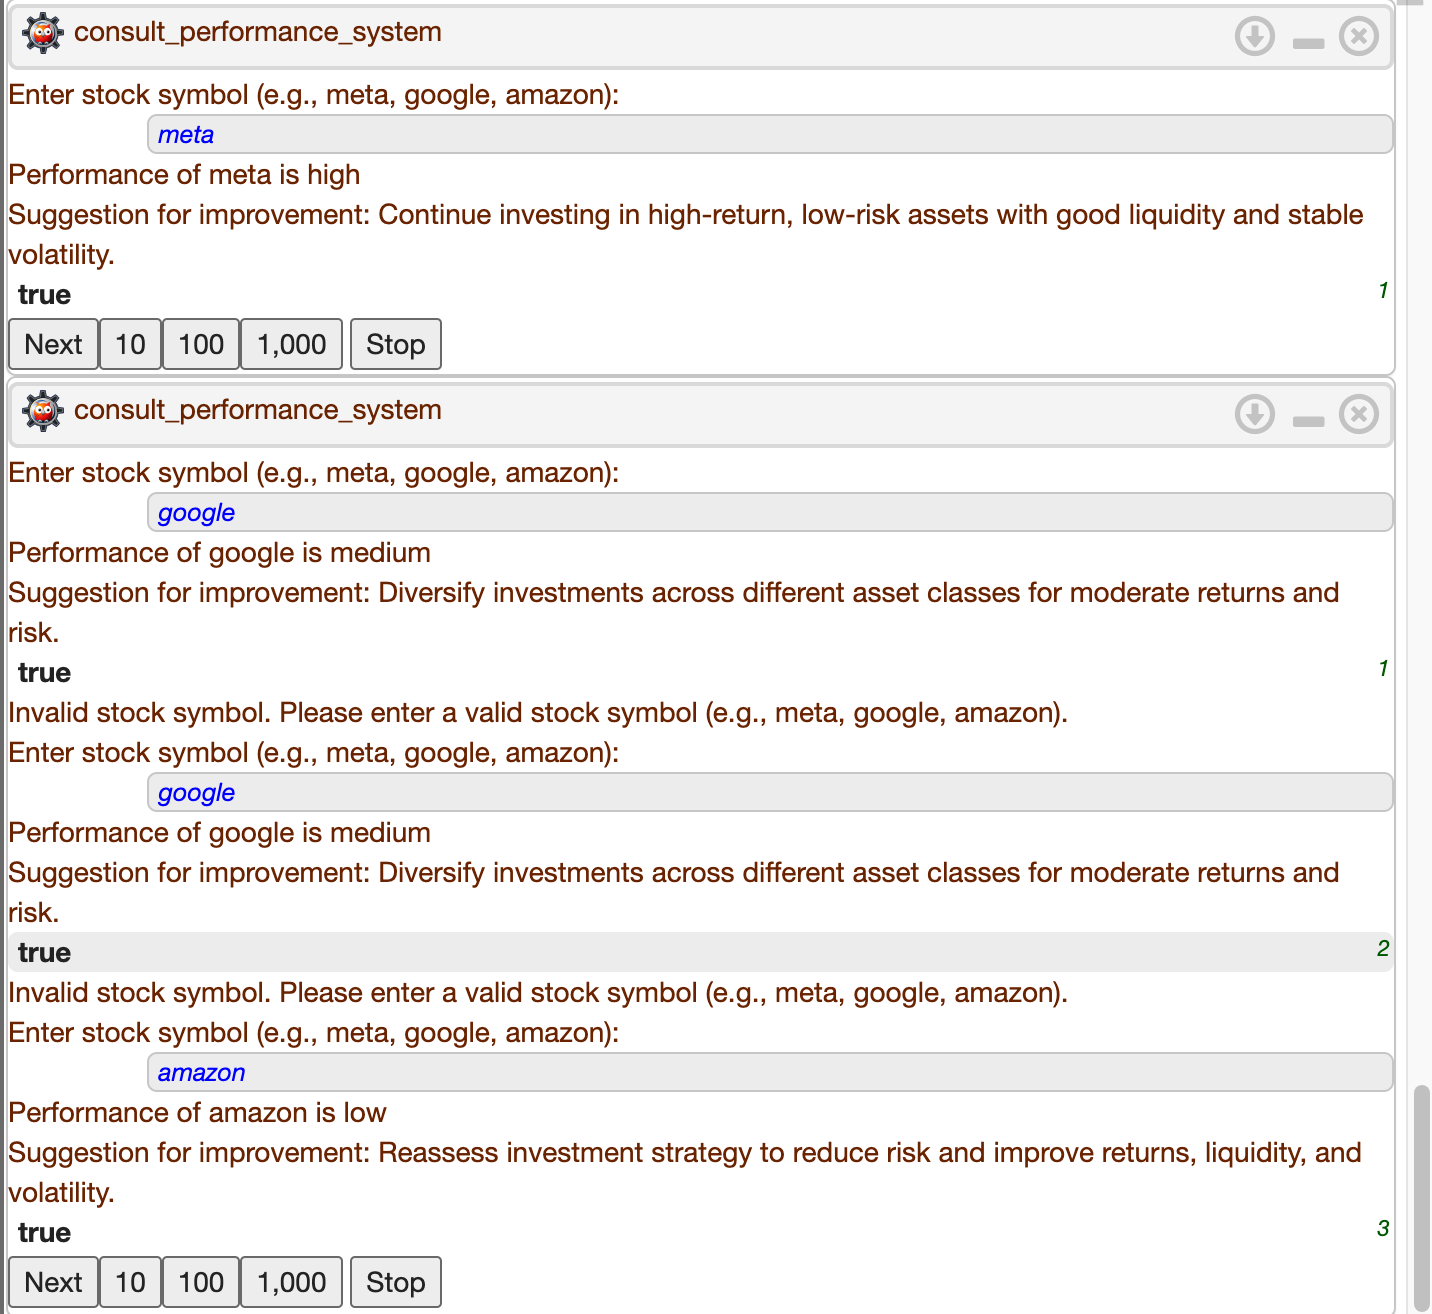 consult_performance_system
Enter stock symbol (e.g., meta, google, amazon):
meta
Performance of meta is high
Suggestion for improvement: Continue investing in high-return, low-risk assets with good liquidity and stable
volatility.
true 1
Next 10 100 1,000 Stop
consult_performance_system
Enter stock symbol (e.g., meta, google, amazon):
google
Performance of google is medium
Suggestion for improvement: Diversify investments across different asset classes for moderate returns and
risk.
true 1
Invalid stock symbol. Please enter a valid stock symbol (e.g., meta, google, amazon).
Enter stock symbol (e.g., meta, google, amazon):
google
Performance of google is medium
Suggestion for improvement: Diversify investments across different asset classes for moderate returns and
risk.
true 2
Invalid stock symbol. Please enter a valid stock symbol (e.g., meta, google, amazon).
Enter stock symbol (e.g., meta, google, amazon):
amazon
Performance of amazon is low
Suggestion for improvement: Reassess investment strategy to reduce risk and improve returns, liquidity, and
volatility.
true 3
Next 10 100 1,000 Stop